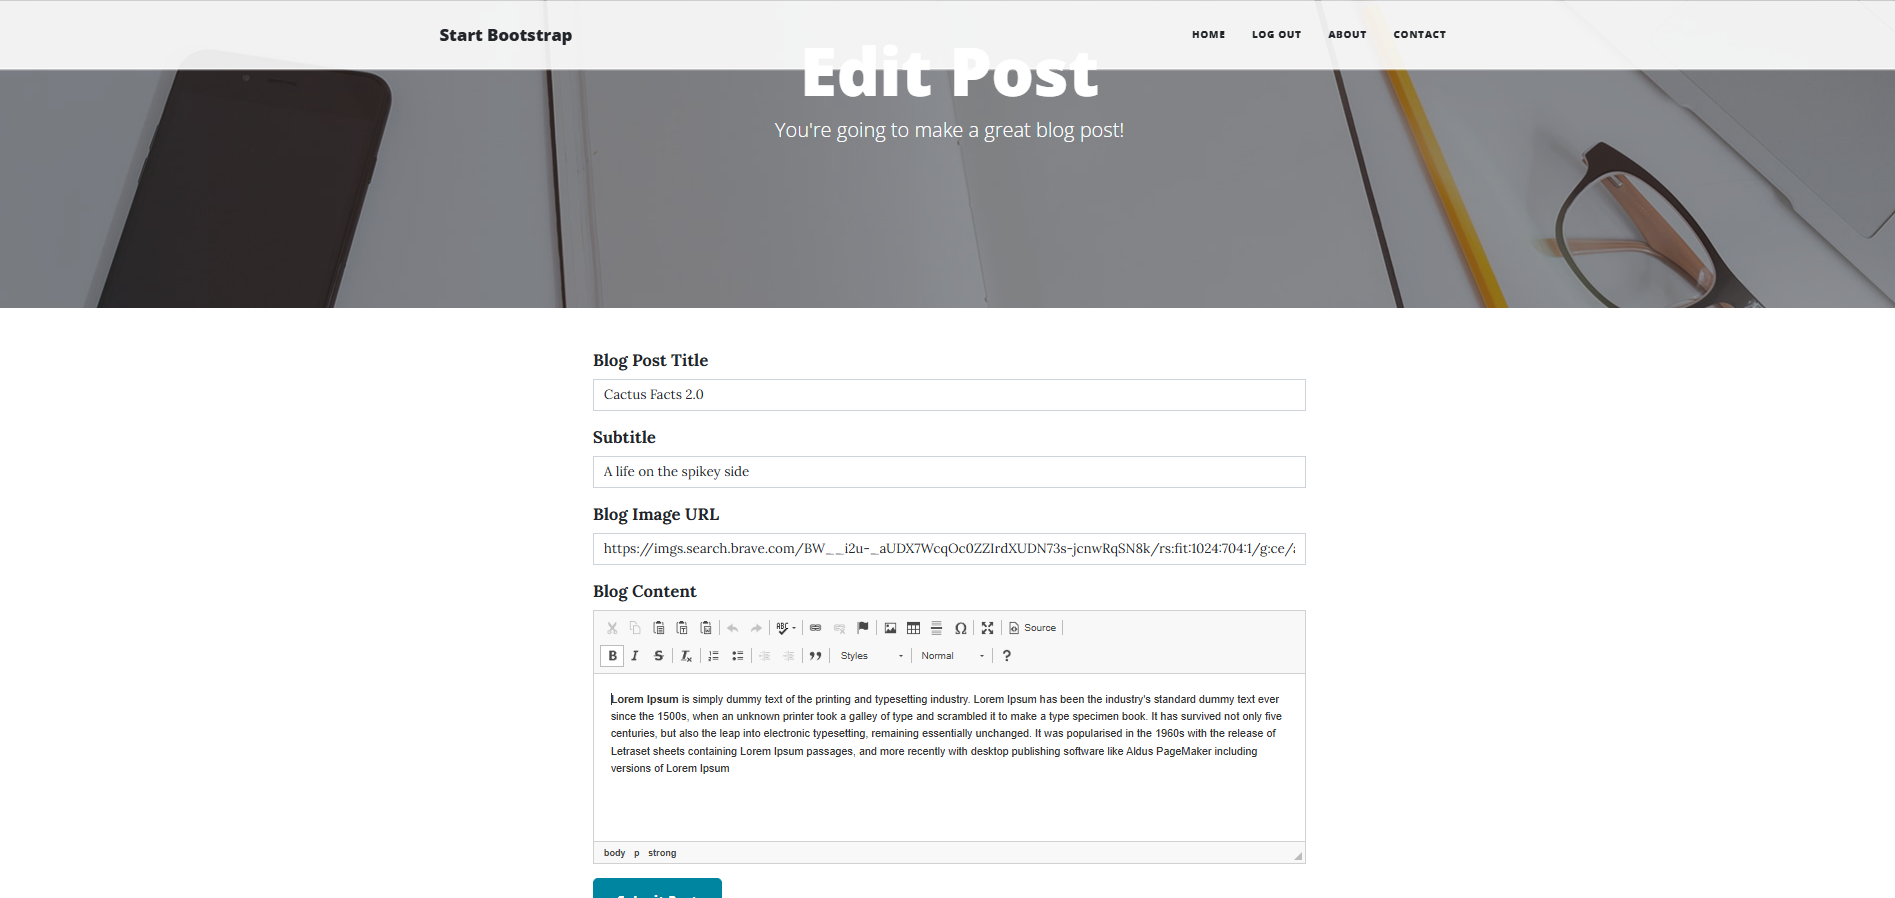 Start Bootstrap
HOME LOG OUT ABOUT CONTACT
Edit Post
You're going to make a great blog post!
Blog Post Title
Cactus Facts 2.0
Subtitle
A life on the spikey side
Blog Image URL
https://imgs.search.brave.com/BW__i2u-_aUDX7WcqOc0ZZIrdXUDN73s-jcnwRqSN8k/rs:fit:1024:704:1/g:ce/
Blog Content
ABC Ω Source
B I S Tx Styles Normal ?
Lorem Ipsum is simply dummy text of the printing and typesetting industry. Lorem Ipsum has been the industry's standard dummy text ever
since the 1500s, when an unknown printer took a galley of type and scrambled it to make a type specimen book. It has survived not only five
centuries, but also the leap into electronic typesetting, remaining essentially unchanged. It was popularised in the 1960s with the release of
Letraset sheets containing Lorem Ipsum passages, and more recently with desktop publishing software like Aldus PageMaker including
versions of Lorem Ipsum
body p strong